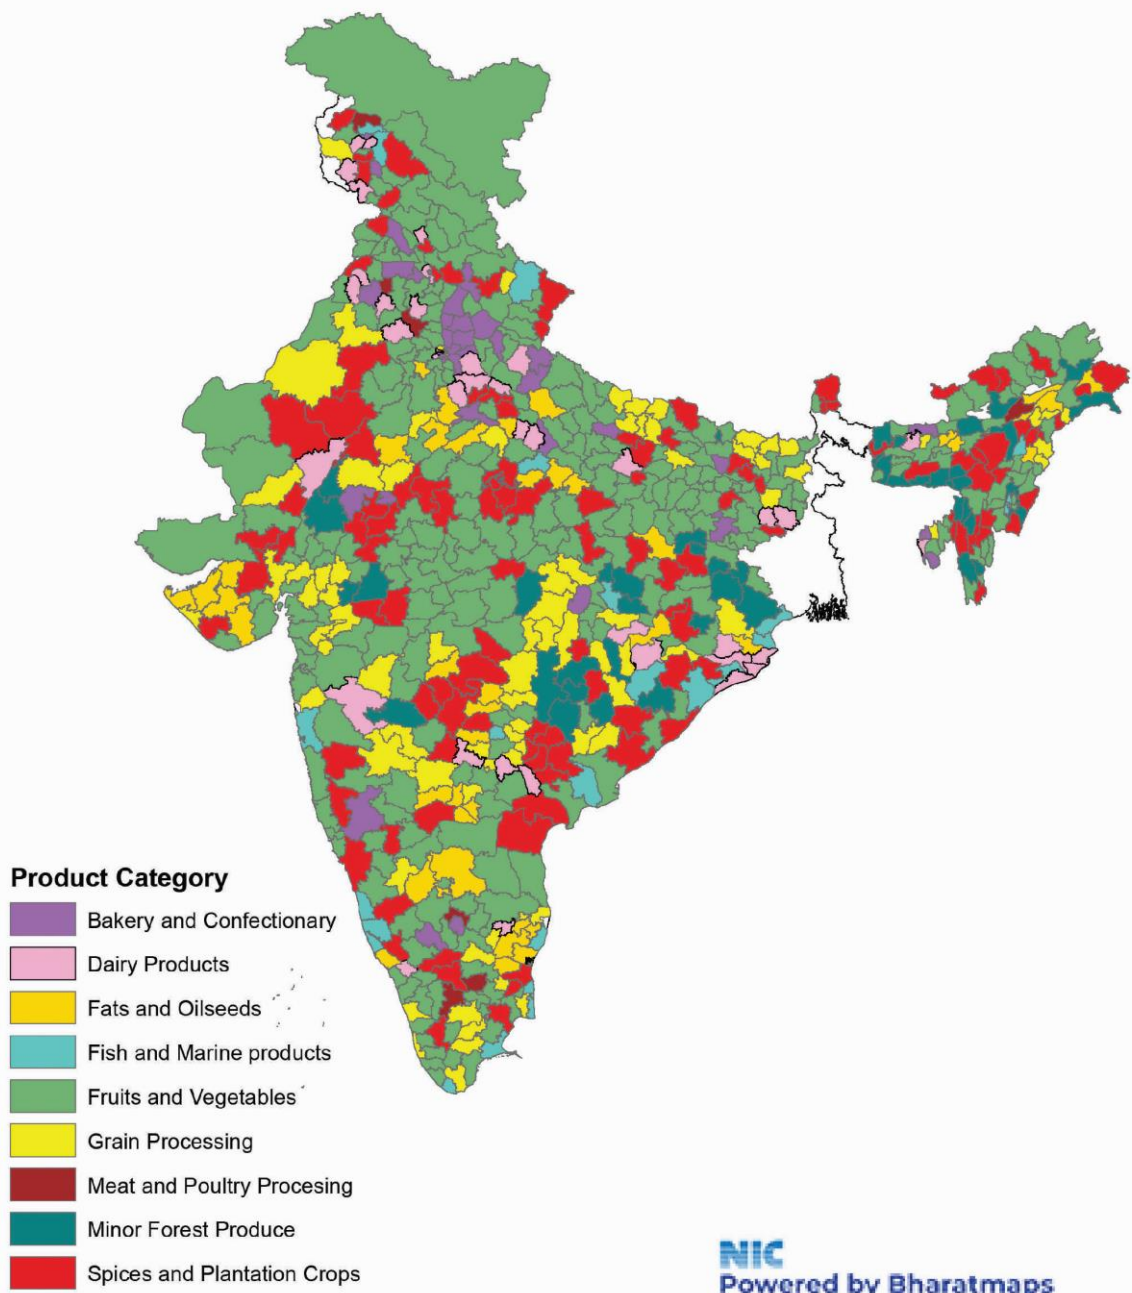 Product Category
Bakery and Confectionary
Dairy Products
Fats and Oilseeds
Fish and Marine products
Fruits and Vegetables
Grain Processing
Meat and Poultry Procesing
Minor Forest Produce
Spices and Plantation Crops
NIC
Powered by Bharatmaps